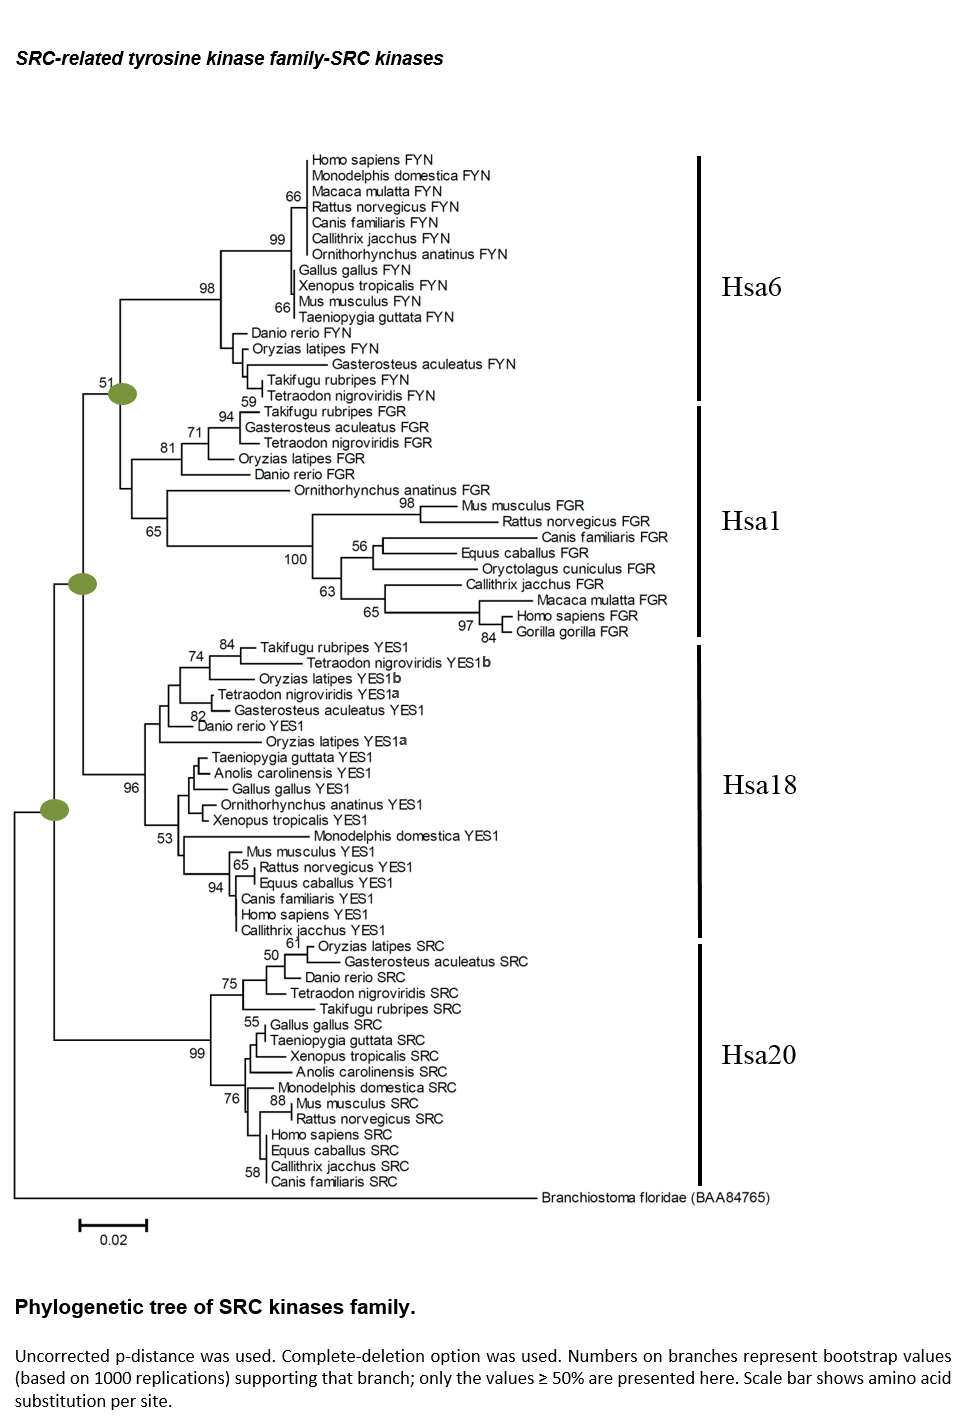 SRC-related tyrosine kinase family-SRC kinases
Homo sapiens FYN
Monodelphis domestica FYN
Macaca mulatta FYN
66
Rattus norvegicus FYN
Canis familiaris FYN
Callithrix jacchus FYN
99
Ornithorhynchus anatinus FYN
Gallus gallus FYN
Xenopus tropicalis FYN
98
Hsa6
Mus musculus FYN
66
Taeniopygia guttata FYN
Danio rerio FYN
Oryzias latipes FYN
Gasterosteus aculeatus FYN
Takifugu rubripes FYN
51
Tetraodon nigroviridis FYN
59
Takifugu rubripes FGR
94
Gasterosteus aculeatus FGR
71
Tetraodon nigroviridis FGR
81
Oryzias latipes FGR
Danio rerio FGR
Ornithorhynchus anatinus FGR
98
Mus musculus FGR
Rattus norvegicus FGR
Hsa1
65
Canis familiaris FGR
56
Equus caballus FGR
100
Oryctolagus cuniculus FGR
Callithrix jacchus FGR
63
Macaca mulatta FGR
65
Homo sapiens FGR
97
Gorilla gorilla FGR
84
Takifugu rubripes YES1
84
Tetraodon nigroviridis YES1b
74
Oryzias latipes YES1b
Tetraodon nigroviridis YES1a
Gasterosteus aculeatus YES1
82
Danio rerio YES1
Oryzias latipes YES1a
Taeniopygia guttata YES1
Anolis carolinensis YES1
Hsa18
96
Gallus gallus YES1
Ornithorhynchus anatinus YES1
Xenopus tropicalis YES1
53
Monodelphis domestica YES1
Mus musculus YES1
65
Rattus norvegicus YES1
Equus caballus YES1
94
Canis familiaris YES1
Homo sapiens YES1
Callithrix jacchus YES1
61
Oryzias latipes SRC
50
Gasterosteus aculeatus SRC
Danio rerio SRC
75
Tetraodon nigroviridis SRC
Takifugu rubripes SRC
55
Gallus gallus SRC
Taeniopygia guttata SRC
99
Xenopus tropicalis SRC
Hsa20
Anolis carolinensis SRC
Monodelphis domestica SRC
76
88
Mus musculus SRC
Rattus norvegicus SRC
Homo sapiens SRC
Equus caballus SRC
58
Callithrix jacchus SRC
Canis familiaris SRC
Branchiostoma floridae (BAA84765)
0.02
Phylogenetic tree of SRC kinases family.
Uncorrected p-distance was used. Complete-deletion option was used. Numbers on branches represent bootstrap values
(based on 1000 replications) supporting that branch; only the values ≥ 50% are presented here. Scale bar shows amino acid
substitution per site.